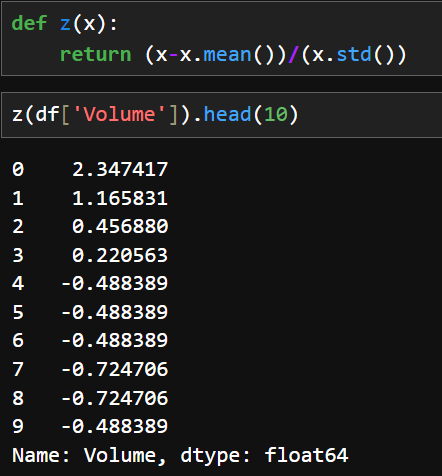 def z(x):
    return (x-x.mean())/(x.std())
z(df['Volume']).head(10)
0    2.347417
1    1.165831
2    0.456880
3    0.220563
4   -0.488389
5   -0.488389
6   -0.488389
7   -0.724706
8   -0.724706
9   -0.488389
Name: Volume, dtype: float64